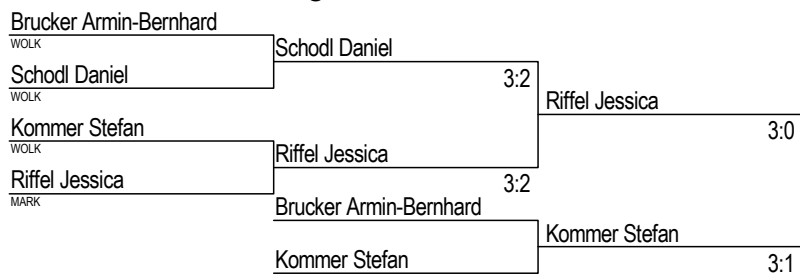 Brucker Armin-Bernhard
WOLK
Schodl Daniel
Schodl Daniel
3:2
WOLK
Riffel Jessica
3:0
Kommer Stefan
WOLK
Riffel Jessica
Riffel Jessica
3:2
MARK
Brucker Armin-Bernhard
Kommer Stefan
Kommer Stefan
3:1